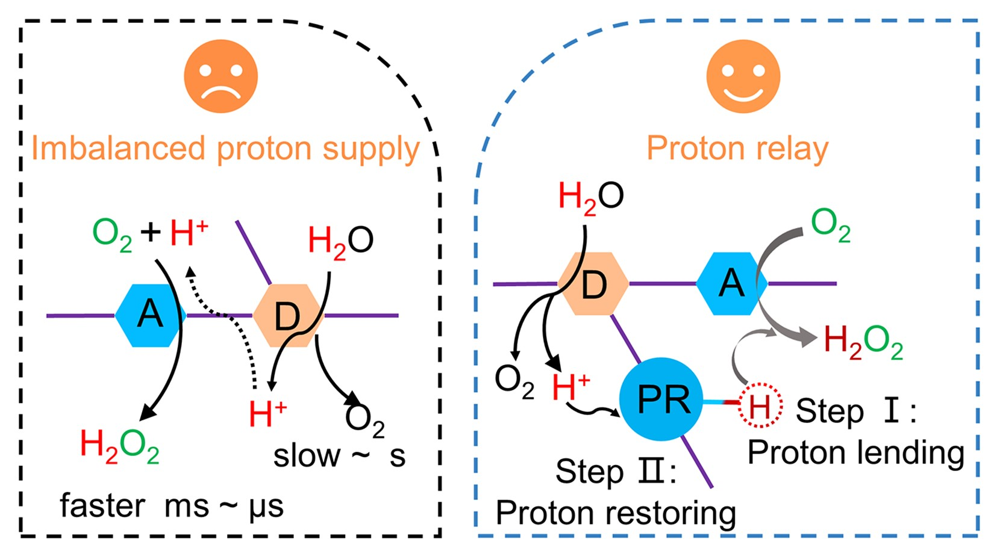 Imbalanced proton supply
O₂ + H⁺
H₂O
A
D
H⁺
O₂
H₂O₂
slow ~ s
faster ms ~ μs
Proton relay
H₂O
O₂
D
A
H₂O₂
O₂
H⁺
PR
H
Step Ⅰ:
Proton lending
Step Ⅱ:
Proton restoring